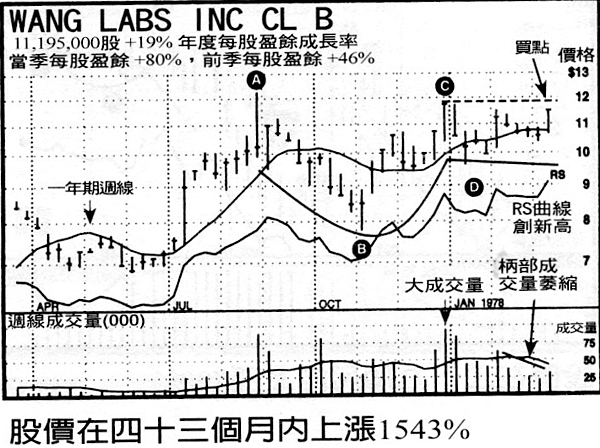 WANG LABS INC CL B
11,195,000股 +19% 年度每股盈餘成長率
當季每股盈餘 +80%，前季每股盈餘 +46%
買點
價格
$13
12
11
10
9
8
7
A
C
B
D
一年期週線
RS
RS曲線
創新高
大成交量
柄部成
交量萎縮
APR
JUL
OCT
JAN 1978
週線成交量(000)
成交量
75
50
25
股價在四十三個月內上漲1543%